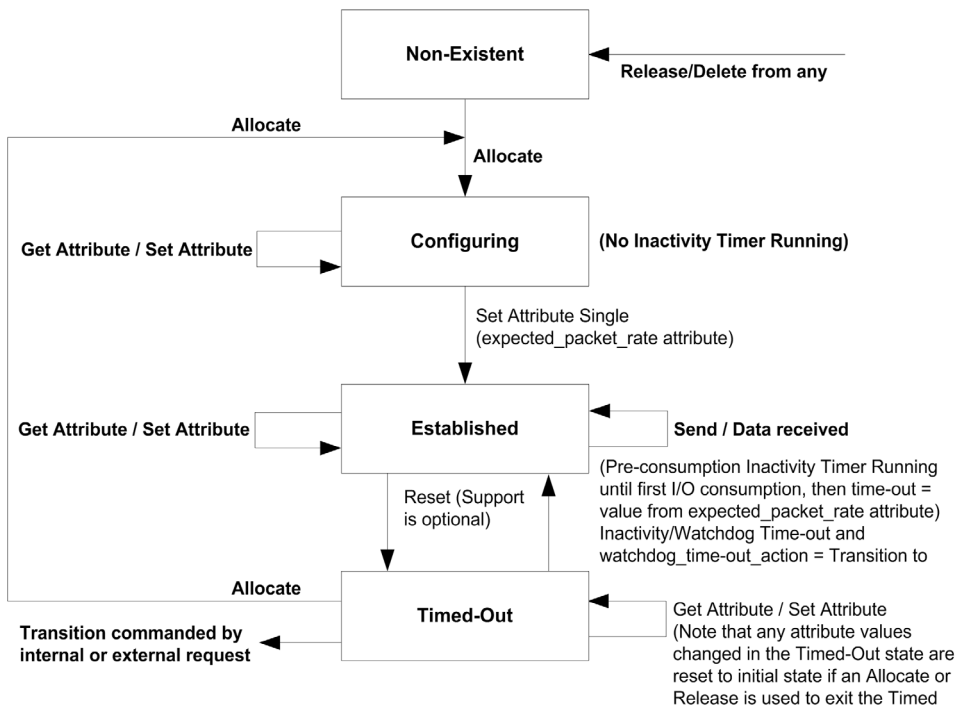 Non-Existent
Release/Delete from any
Allocate
Allocate
Configuring
Get Attribute / Set Attribute
(No Inactivity Timer Running)
Set Attribute Single
(expected_packet_rate attribute)
Established
Get Attribute / Set Attribute
Send / Data received
(Pre-consumption Inactivity Timer Running
until first I/O consumption, then time-out =
value from expected_packet_rate attribute)
Inactivity/Watchdog Time-out and
watchdog_time-out_action = Transition to
Reset (Support
is optional)
Allocate
Timed-Out
Transition commanded by
internal or external request
Get Attribute / Set Attribute
(Note that any attribute values
changed in the Timed-Out state are
reset to initial state if an Allocate or
Release is used to exit the Timed